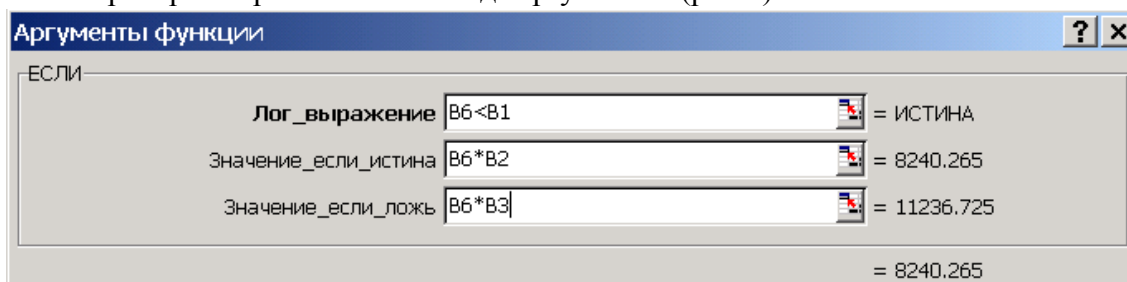 Аргументы функции ? ×
ЕСЛИ
Лог_выражение B6<B1 = ИСТИНА
Значение_если_истина B6*B2 = 8240.265
Значение_если_ложь B6*B3 = 11236.725
= 8240.265